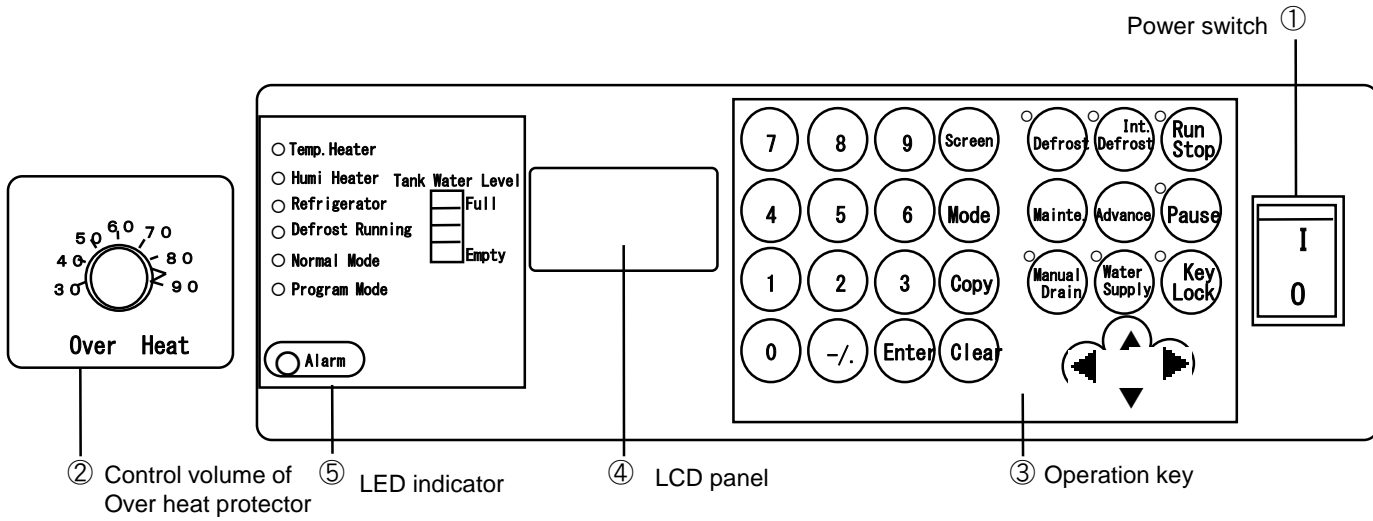 Power switch ①
Temp. Heater
Humi Heater
Refrigerator
Defrost Running
Normal Mode
Program Mode
Alarm
Tank Water Level
Full
Empty
30 40 50 60 70 80 90
Over Heat
7 8 9 Screen
4 5 6 Mode
1 2 3 Copy
0 -/. Enter Clear
Defrost
Int.
Defrost
Run
Stop
Mainte. Advance Pause
Manual
Drain
Water
Supply
Key
Lock
I
O
② Control volume of
Over heat protector
⑤ LED indicator
④ LCD panel
③ Operation key